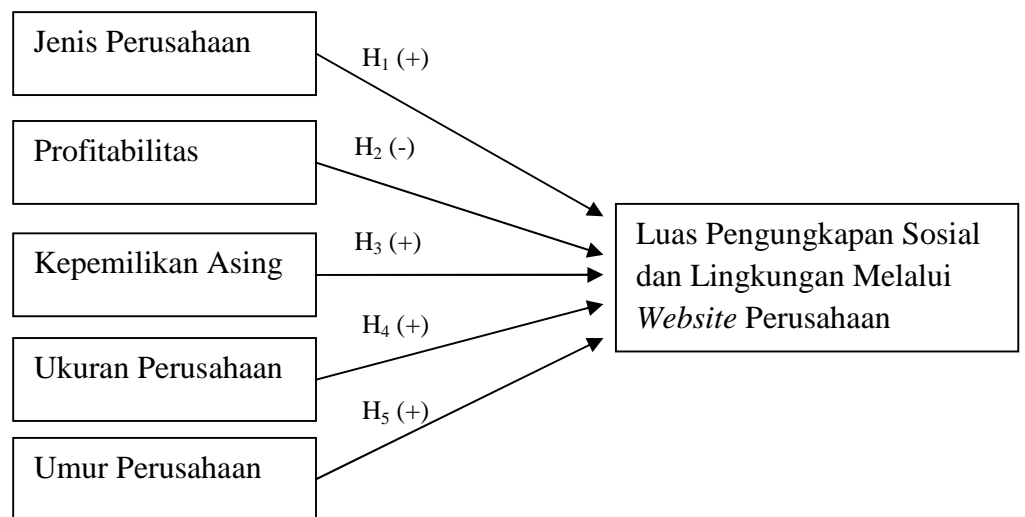 Jenis Perusahaan
H₁ (+)
Profitabilitas
H₂ (-)
Kepemilikan Asing
H₃ (+)
Ukuran Perusahaan
H₄ (+)
Umur Perusahaan
H₅ (+)
Luas Pengungkapan Sosial
dan Lingkungan Melalui
Website Perusahaan